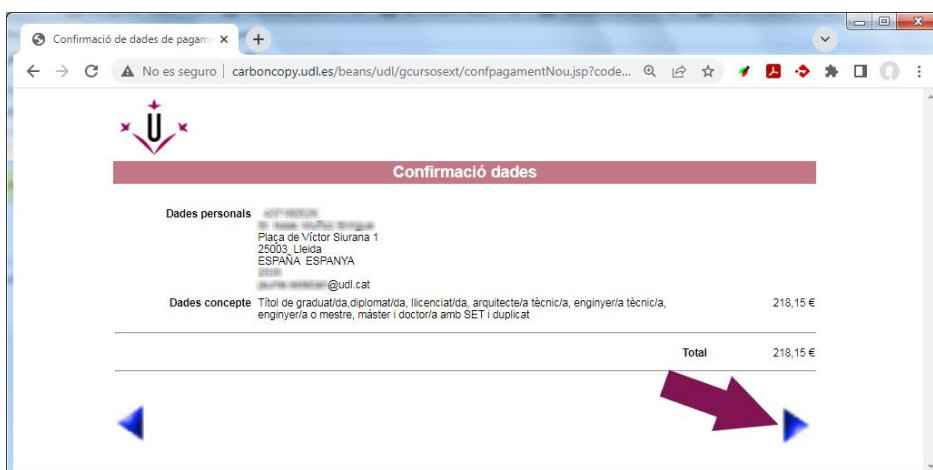 Confirmació de dades de pagam
No es seguro | carboncopy.udl.es/beans/udl/gcursosext/confpagamentNou.jsp?code...
U
Confirmació dades
Dades personals
Plaça de Víctor Siurana 1
25003 Lleida
ESPAÑA ESPANYA
@udl.cat
Dades concepte Títol de graduat/da,diplomat/da, llicenciat/da, arquitecte/a tècnic/a, enginyer/a tècnic/a, 218,15 €
enginyer/a o mestre, màster i doctor/a amb SET i duplicat
Total 218,15 €